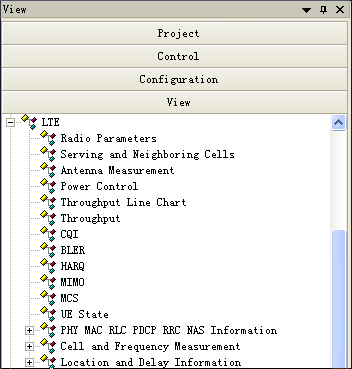 View
Project
Control
Configuration
View
LTE
Radio Parameters
Serving and Neighboring Cells
Antenna Measurement
Power Control
Throughput Line Chart
Throughput
CQI
BLER
HARQ
MIMO
MCS
UE State
PHY MAC RLC PDCP RRC NAS Information
Cell and Frequency Measurement
Location and Delay Information